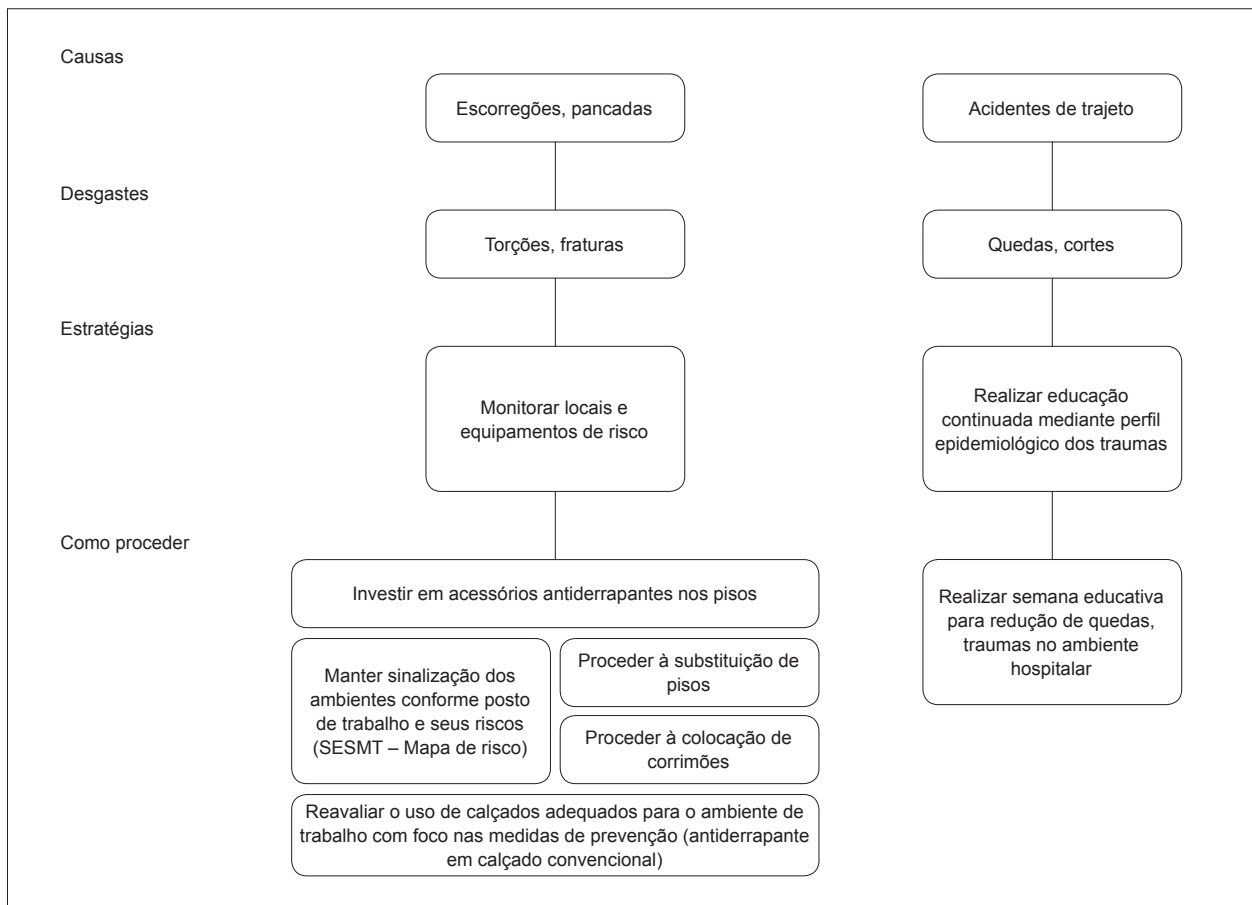 Causas
Escorregões, pancadas
Acidentes de trajeto
Desgastes
Torções, fraturas
Quedas, cortes
Estratégias
Monitorar locais e
equipamentos de risco
Realizar educação
continuada mediante perfil
epidemiológico dos traumas
Como proceder
Investir em acessórios antiderrapantes nos pisos
Manter sinalização dos
ambientes conforme posto
de trabalho e seus riscos
(SESMT – Mapa de risco)
Proceder à substituição de
pisos
Proceder à colocação de
corrimões
Reavaliar o uso de calçados adequados para o ambiente de
trabalho com foco nas medidas de prevenção (antiderrapante
em calçado convencional)
Realizar semana educativa
para redução de quedas,
traumas no ambiente
hospitalar